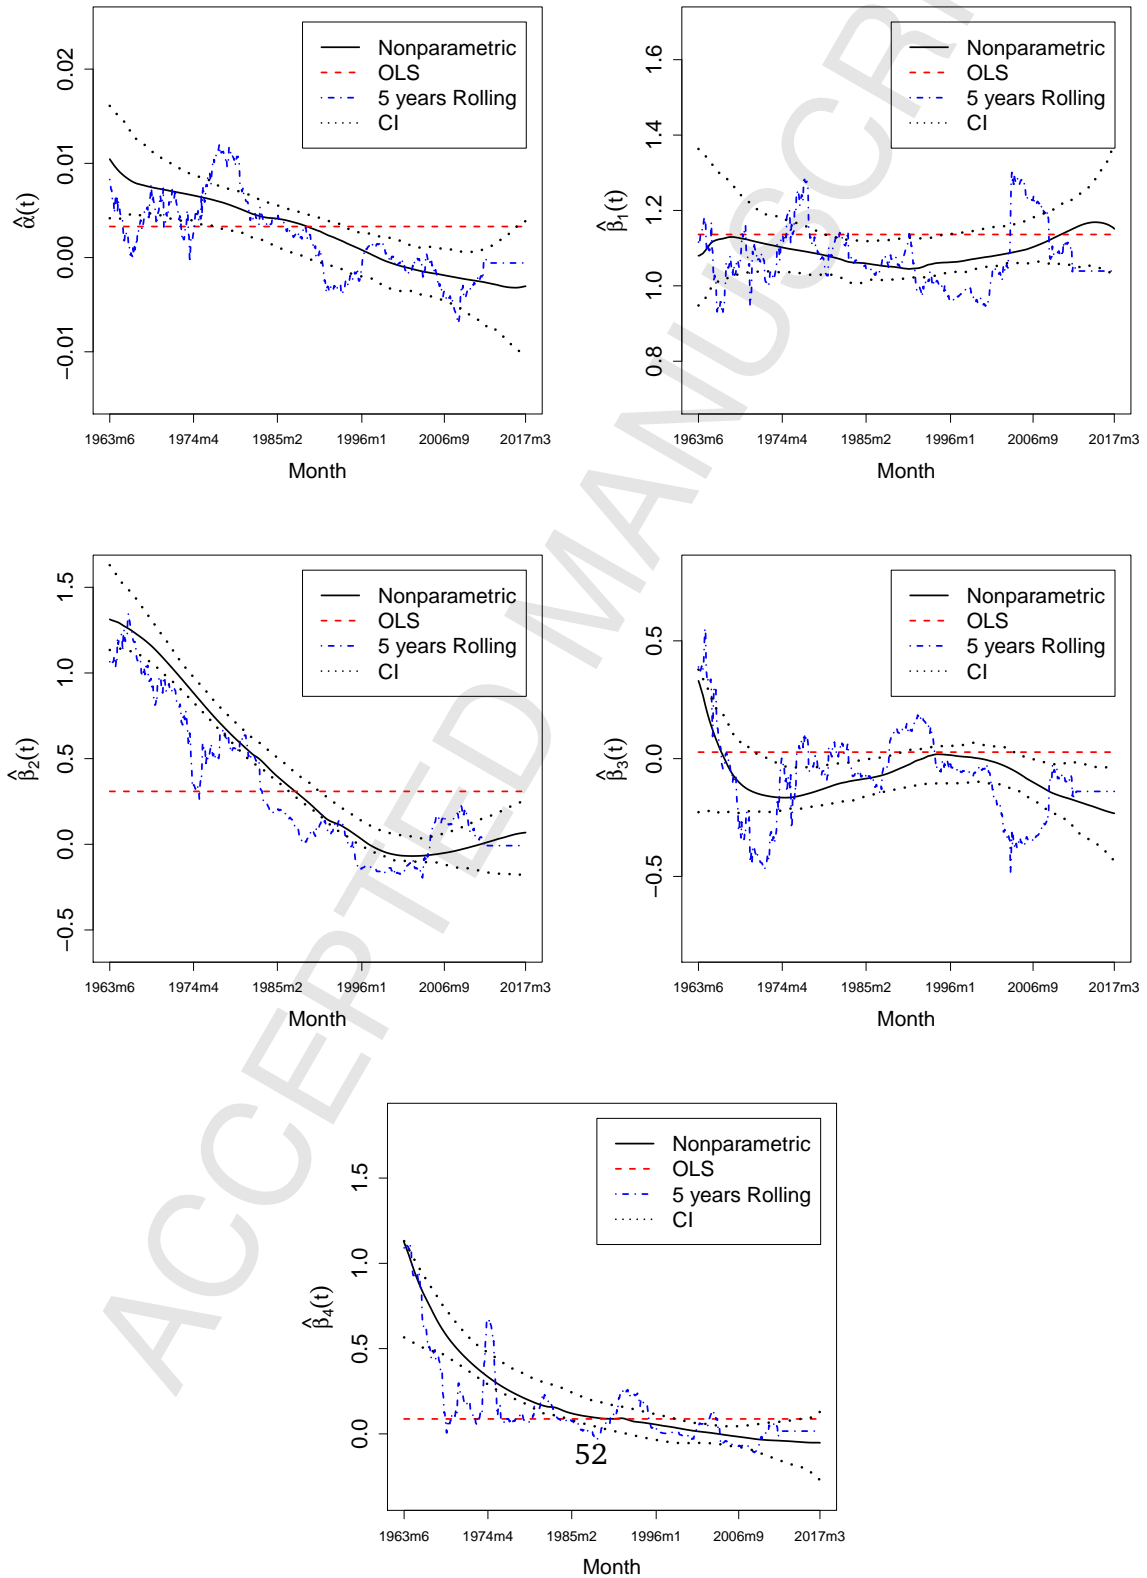 Nonparametric
OLS
5 years Rolling
CI
0.02
0.01
0.00
−0.01
α̂(t)
1963m6 1974m4 1985m2 1996m1 2006m9 2017m3
Month
Nonparametric
OLS
5 years Rolling
CI
1.6
1.4
1.2
1.0
0.8
β̂₁(t)
1963m6 1974m4 1985m2 1996m1 2006m9 2017m3
Month
Nonparametric
OLS
5 years Rolling
CI
1.5
1.0
0.5
0.0
−0.5
β̂₂(t)
1963m6 1974m4 1985m2 1996m1 2006m9 2017m3
Month
Nonparametric
OLS
5 years Rolling
CI
0.5
0.0
−0.5
β̂₃(t)
1963m6 1974m4 1985m2 1996m1 2006m9 2017m3
Month
Nonparametric
OLS
5 years Rolling
CI
1.5
1.0
0.5
0.0
β̂₄(t)
1963m6 1974m4 1985m2 1996m1 2006m9 2017m3
Month
52
ACCEPTED MANUSCRI